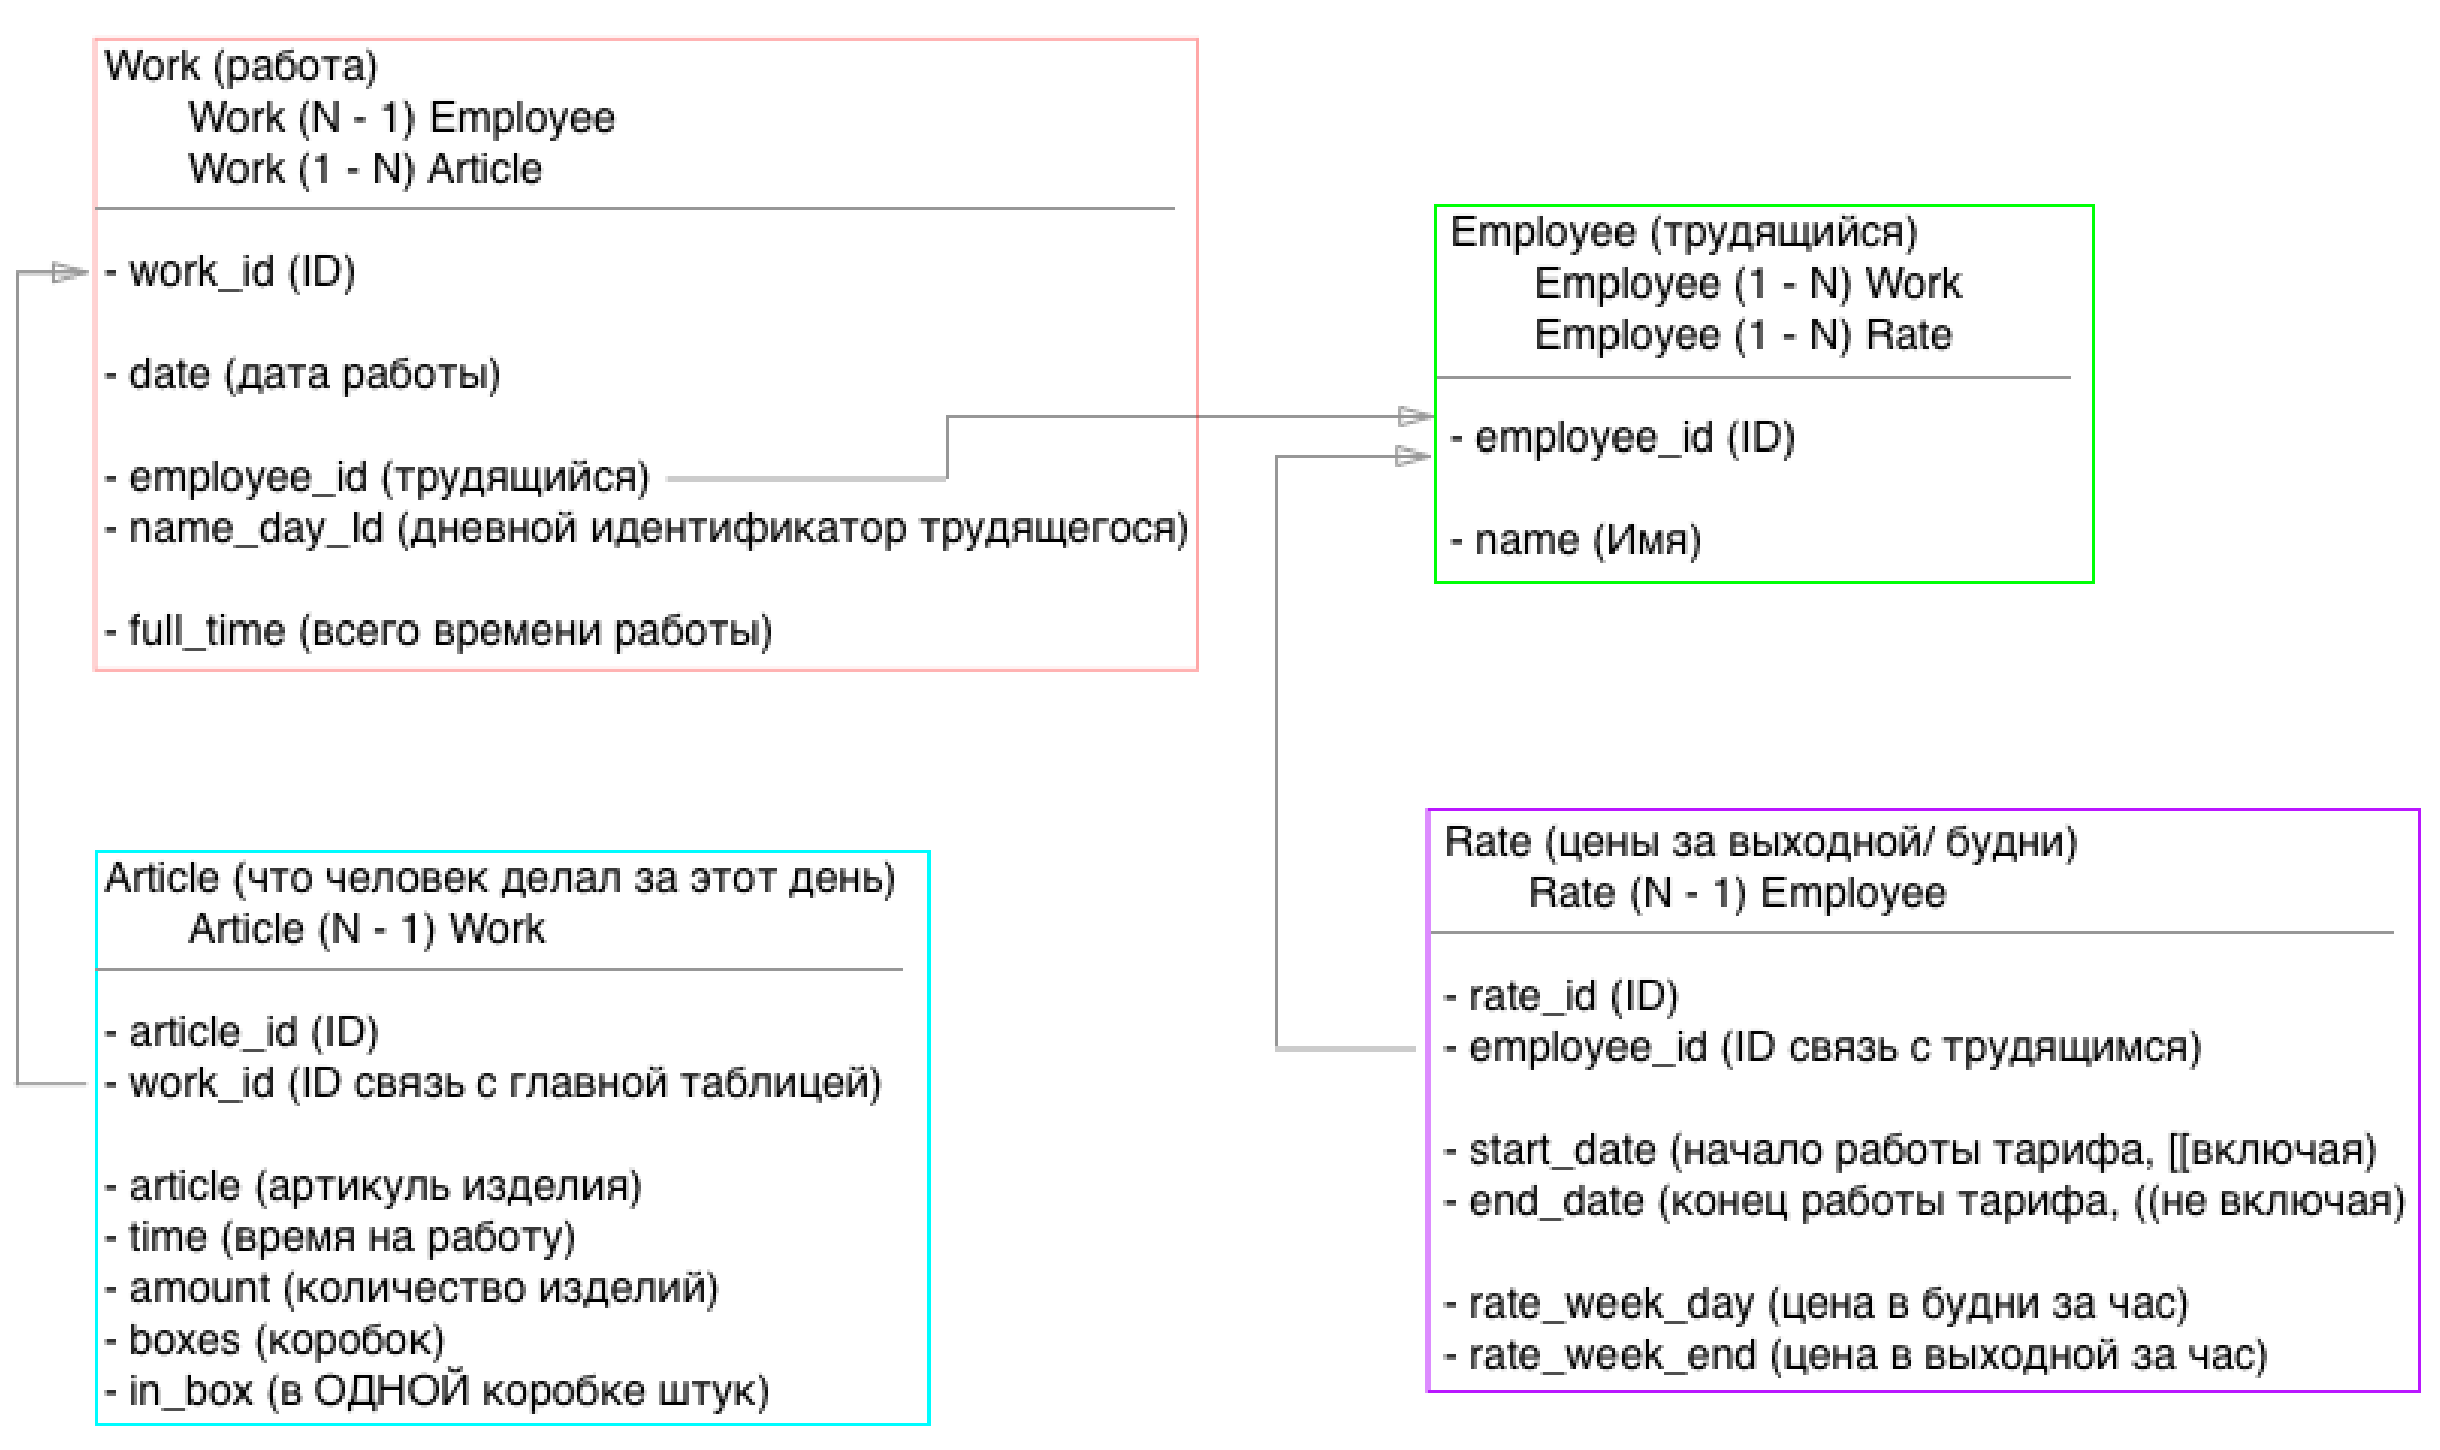 Work (работа)
Work (N - 1) Employee
Work (1 - N) Article
- work_id (ID)
- date (дата работы)
- employee_id (трудящийся)
- name_day_Id (дневной идентификатор трудящегося)
- full_time (всего времени работы)
Employee (трудящийся)
Employee (1 - N) Work
Employee (1 - N) Rate
- employee_id (ID)
- name (Имя)
Article (что человек делал за этот день)
Article (N - 1) Work
- article_id (ID)
- work_id (ID связь с главной таблицей)
- article (артикуль изделия)
- time (время на работу)
- amount (количество изделий)
- boxes (коробок)
- in_box (в ОДНОЙ коробке штук)
Rate (цены за выходной/ будни)
Rate (N - 1) Employee
- rate_id (ID)
- employee_id (ID связь с трудящимся)
- start_date (начало работы тарифа, [[включая)
- end_date (конец работы тарифа, ((не включая)
- rate_week_day (цена в будни за час)
- rate_week_end (цена в выходной за час)